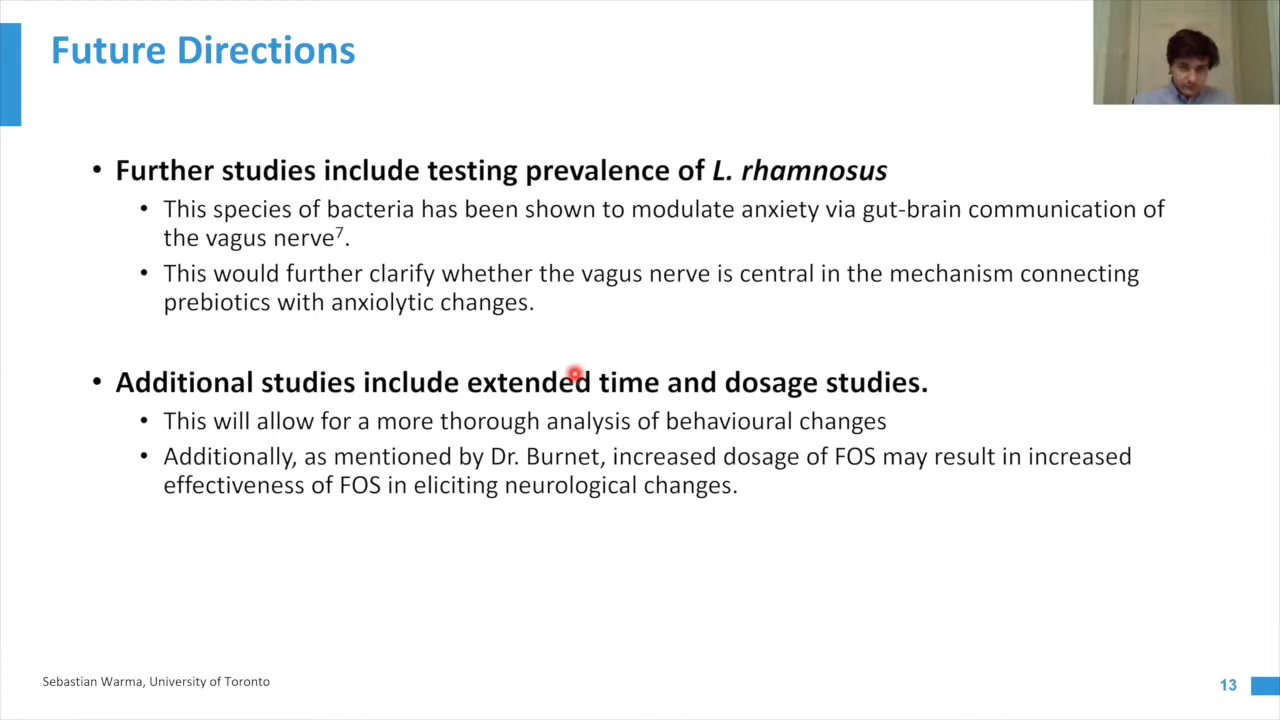 Future Directions
• Further studies include testing prevalence of L. rhamnosus
• This species of bacteria has been shown to modulate anxiety via gut-brain communication of
the vagus nerve⁷.
• This would further clarify whether the vagus nerve is central in the mechanism connecting
prebiotics with anxiolytic changes.
• Additional studies include extended time and dosage studies.
• This will allow for a more thorough analysis of behavioural changes
• Additionally, as mentioned by Dr. Burnet, increased dosage of FOS may result in increased
effectiveness of FOS in eliciting neurological changes.
Sebastian Warma, University of Toronto
13